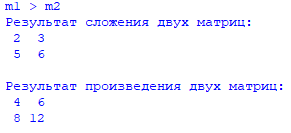 m1 > m2
Результат сложения двух матриц:
2 3
5 6
Результат произведения двух матриц:
4 6
8 12